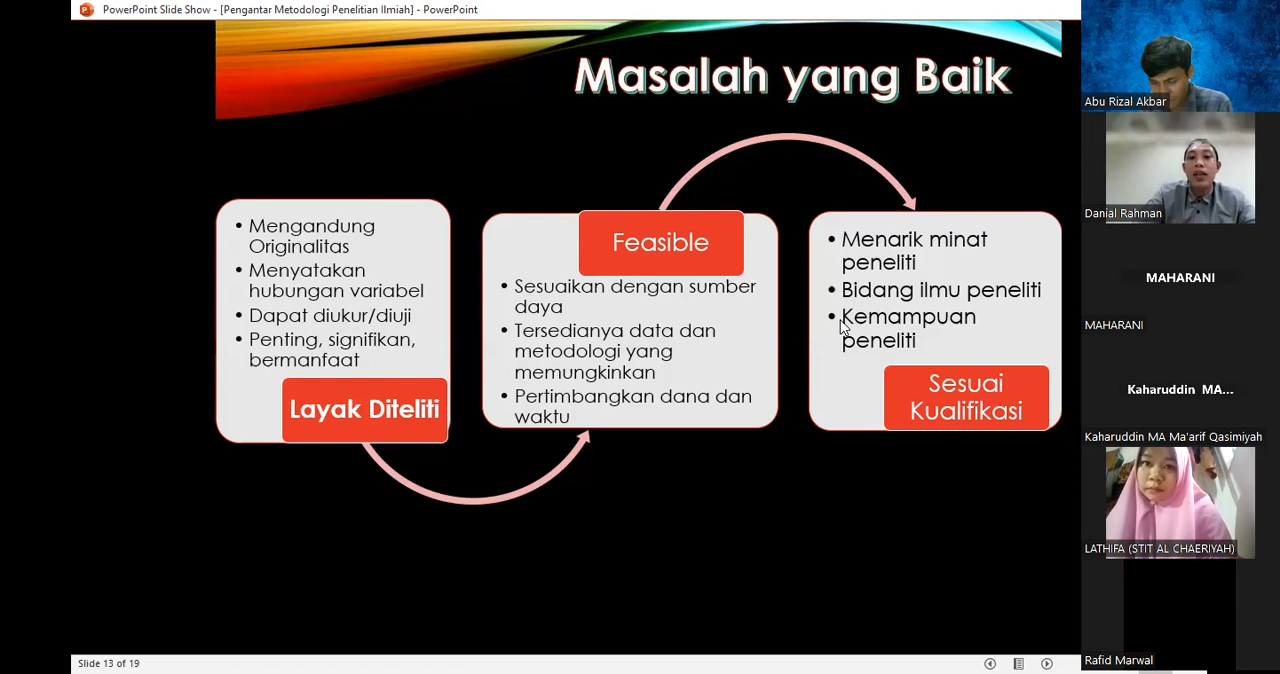 PowerPoint Slide Show - [Pengantar Metodologi Penelitian Ilmiah] - PowerPoint
Masalah yang Baik
• Mengandung
Originalitas
• Menyatakan
hubungan variabel
• Dapat diukur/diuji
• Penting, signifikan,
bermanfaat
Layak Diteliti
Feasible
• Sesuaikan dengan sumber
daya
• Tersedianya data dan
metodologi yang
memungkinkan
• Pertimbangkan dana dan
waktu
• Menarik minat
peneliti
• Bidang ilmu peneliti
• Kemampuan
peneliti
Sesuai
Kualifikasi
Slide 13 of 19
Abu Rizal Akbar
Danial Rahman
MAHARANI
MAHARANI
Kaharuddin MA...
Kaharuddin MA Ma'arif Qasimiyah
LATHIFA (STIT AL CHAERIYAH)
Rafid Marwal